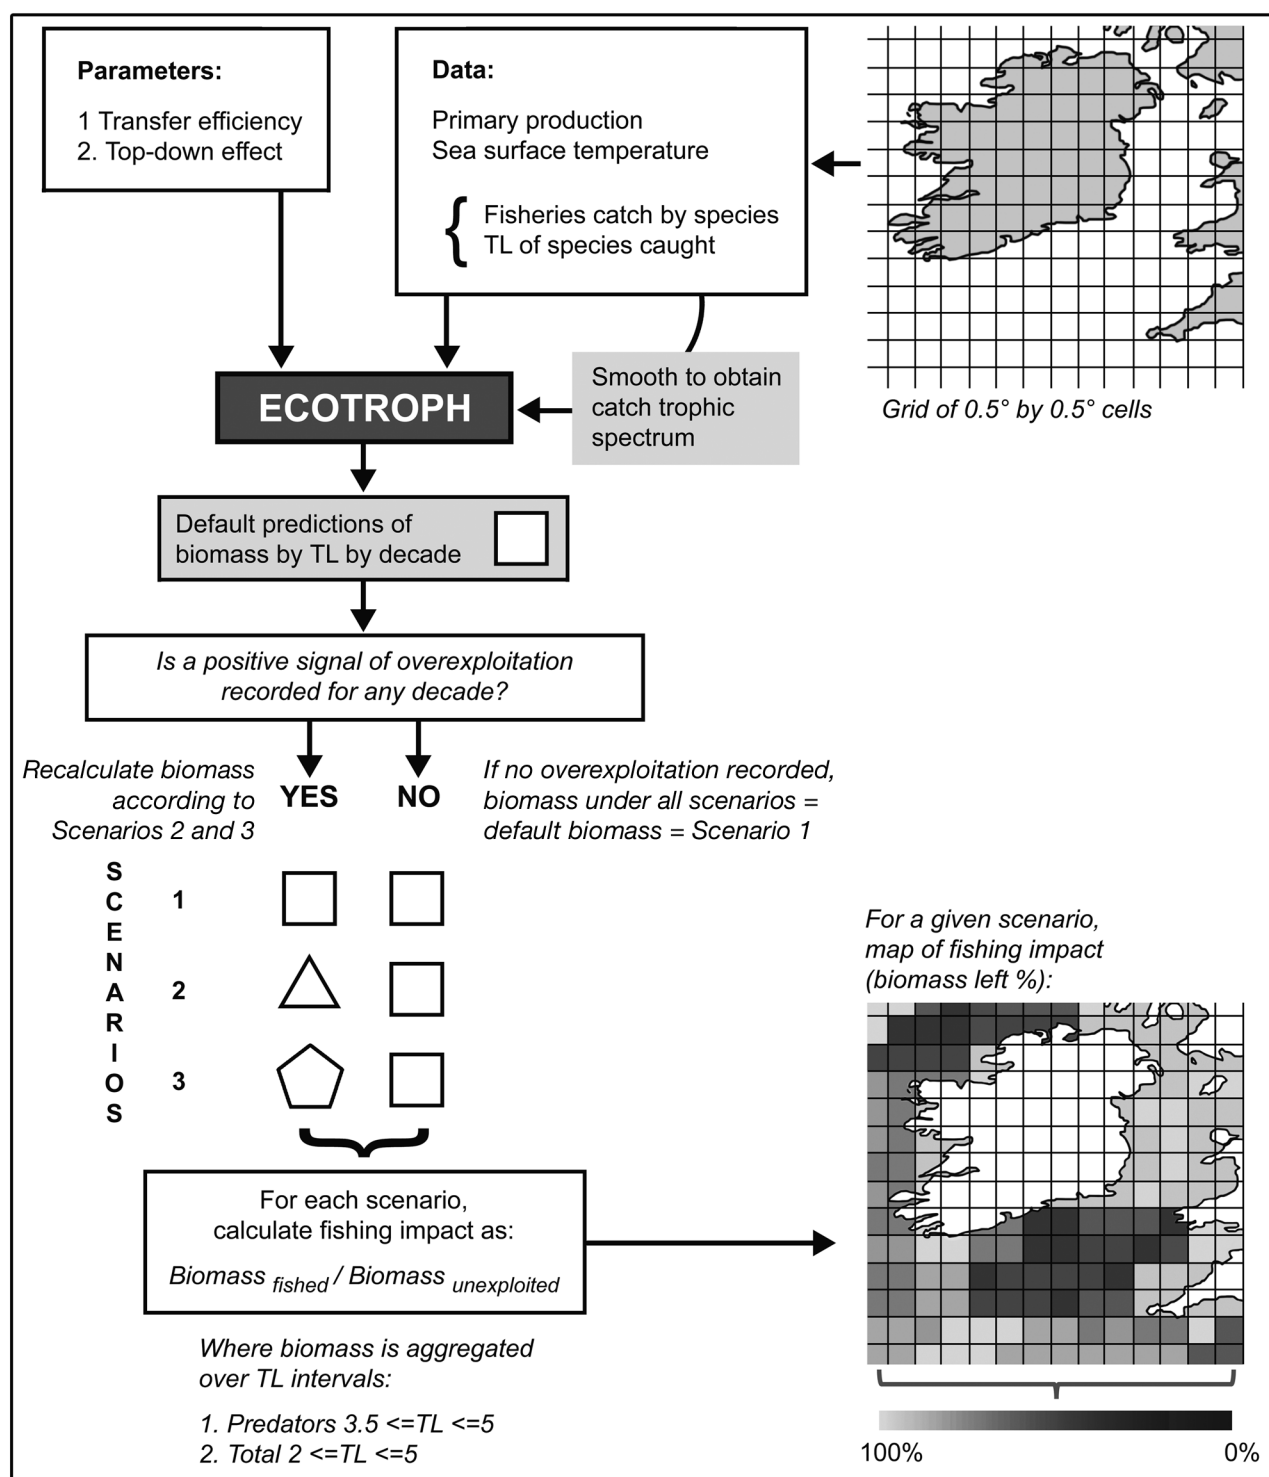 Parameters:
1 Transfer efficiency
2. Top-down effect
Data:
Primary production
Sea surface temperature
{ Fisheries catch by species
TL of species caught
Grid of 0.5° by 0.5° cells
Smooth to obtain
catch trophic
spectrum
ECOTROPH
Default predictions of
biomass by TL by decade
Is a positive signal of overexploitation
recorded for any decade?
Recalculate biomass
according to
Scenarios 2 and 3
YES
NO
If no overexploitation recorded,
biomass under all scenarios =
default biomass = Scenario 1
SCENARIOS
1
2
3
For each scenario,
calculate fishing impact as:
Biomass fished / Biomass unexploited
Where biomass is aggregated
over TL intervals:
1. Predators 3.5 <=TL <=5
2. Total 2 <=TL <=5
For a given scenario,
map of fishing impact
(biomass left %):
100%
0%